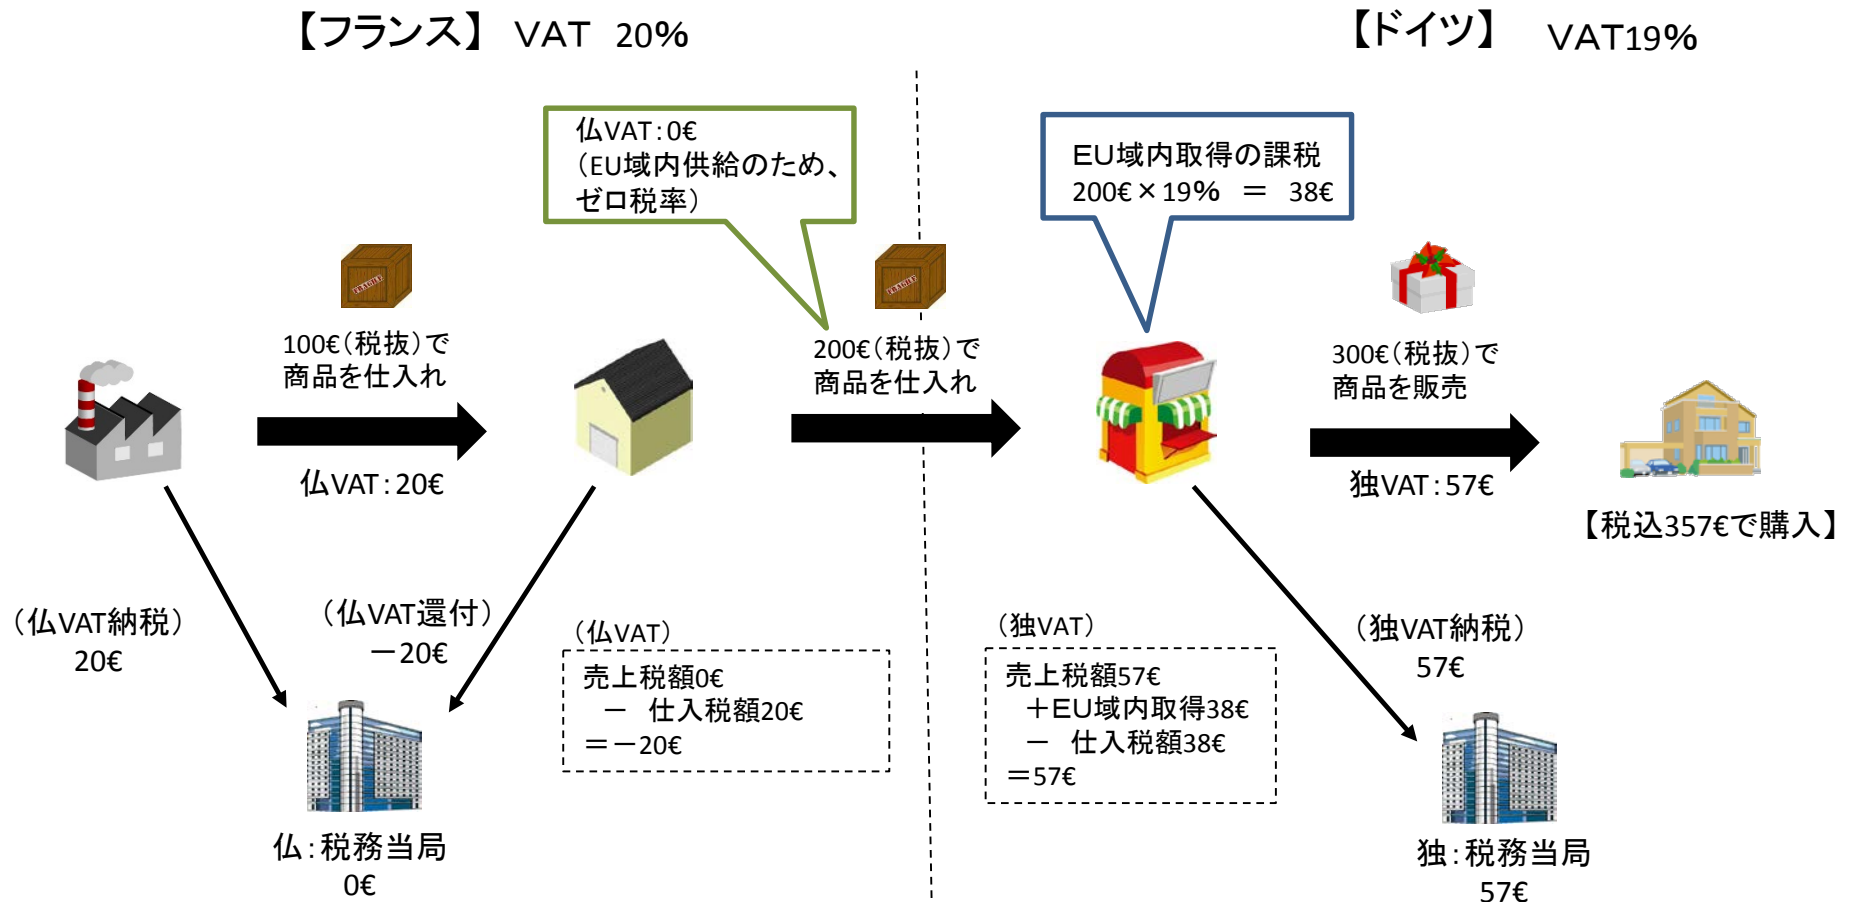 【フランス】 VAT 20%
【ドイツ】 VAT19%
仏VAT:0€
(EU域内供給のため、
ゼロ税率)
EU域内取得の課税
200€×19% = 38€
FRAGILE
100€(税抜)で
商品を仕入れ
仏VAT:20€
FRAGILE
200€(税抜)で
商品を仕入れ
300€(税抜)で
商品を販売
独VAT:57€
【税込357€で購入】
(仏VAT納税)
20€
(仏VAT還付)
-20€
(仏VAT)
売上税額0€
- 仕入税額20€
=-20€
(独VAT)
売上税額57€
+EU域内取得38€
- 仕入税額38€
=57€
(独VAT納税)
57€
仏:税務当局
0€
独:税務当局
57€